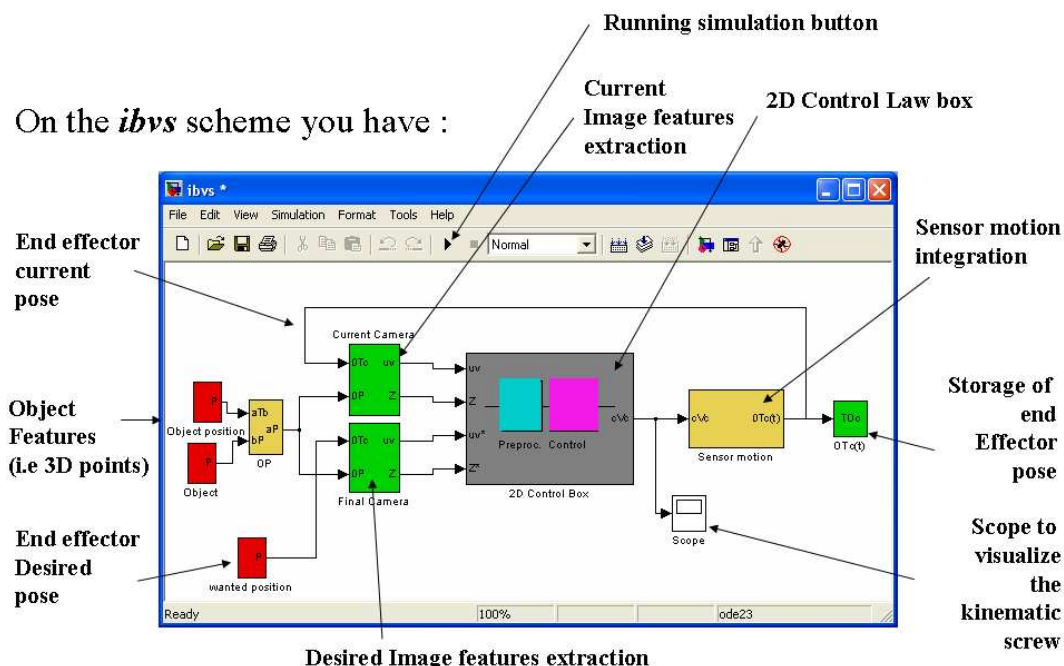 Running simulation button
Current
Image features
extraction
2D Control Law box
On the ibvs scheme you have :
ibvs *
File Edit View Simulation Format Tools Help
Normal
End effector
current
pose
Sensor motion
integration
Current Camera
0Tc uv
0P Z
uv
Z
uv*
Z*
Preproc. Control
cVc
2D Control Box
cVc 0Tc(t)
Sensor motion
T0c
0Tc(t)
Object
Features
(i.e 3D points)
P
Object position
P
Object
aTb
aP
bP
0P
0Tc uv
0P Z
Final Camera
Storage of
end
Effector
pose
Scope
End effector
Desired
pose
P
wanted position
Scope to
visualize
the
kinematic
screw
Ready 100% ode23
Desired Image features extraction